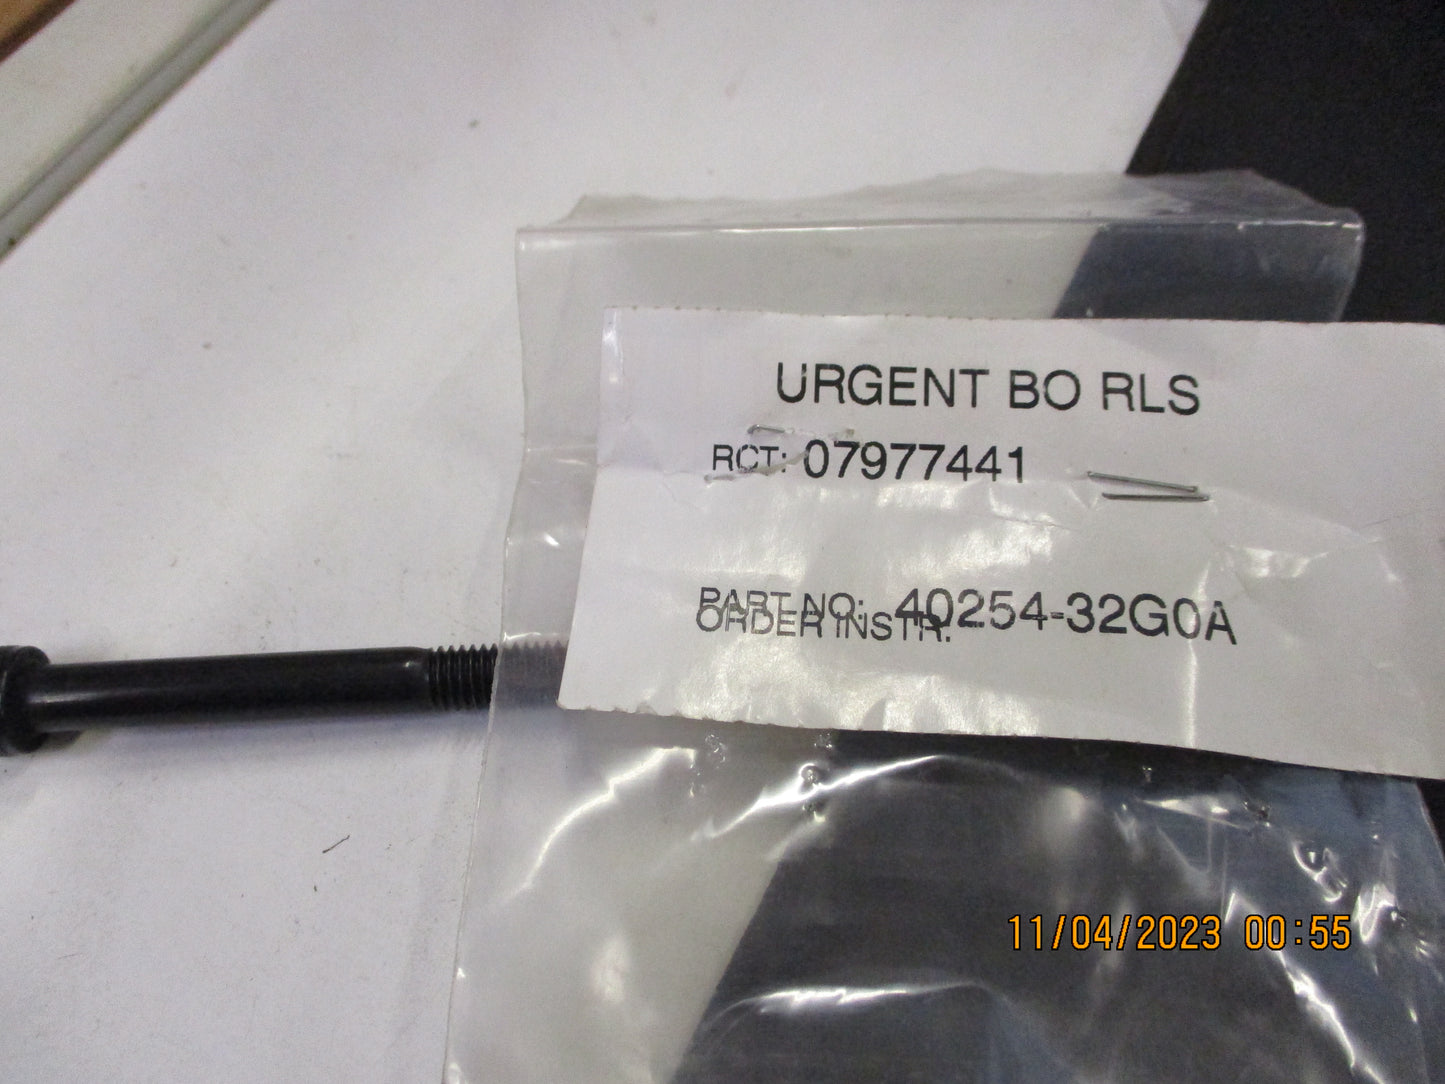 URGENT BO RLS
RCT: 07977441
PART NO: 40254-32G0A
ORDER INSTR:
11/04/2023 00:55